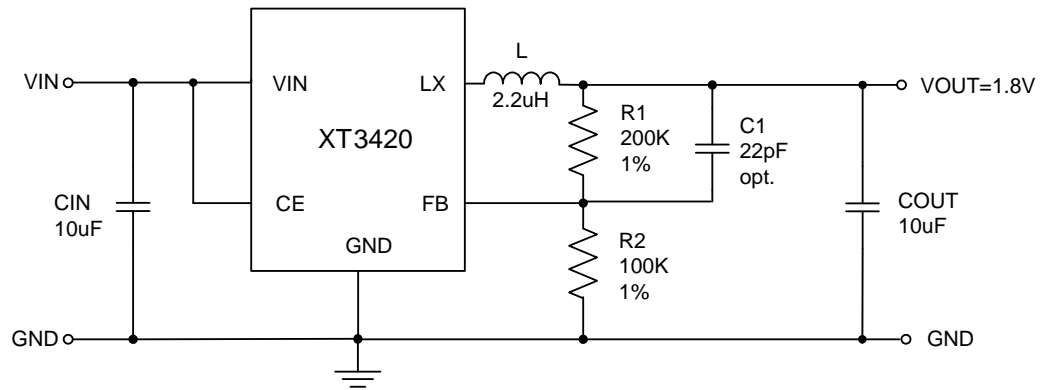 VIN
VIN
LX
L
2.2uH
VOUT=1.8V
XT3420
R1
200K
1%
C1
22pF
opt.
CIN
10uF
CE
FB
GND
R2
100K
1%
COUT
10uF
GND
GND